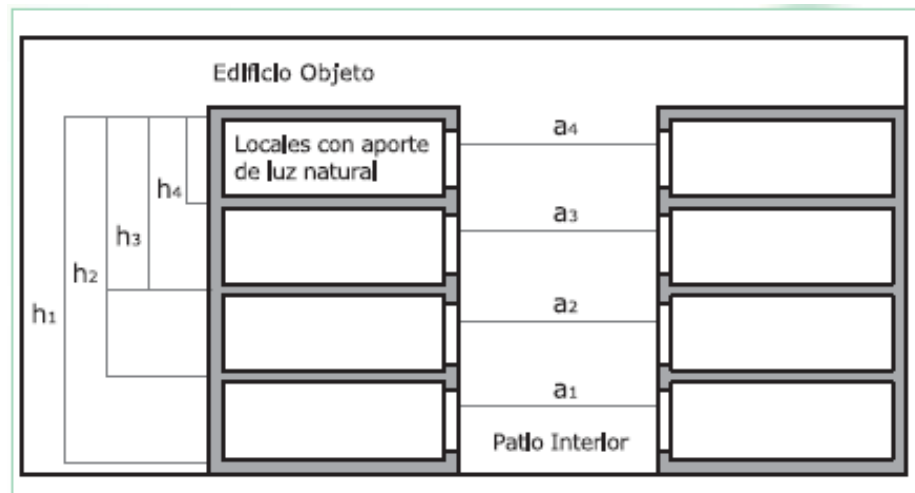 Edificio Objeto
Locales con aporte
de luz natural
a4
h4
a3
h3
h2
a2
h1
a1
Patio Interior